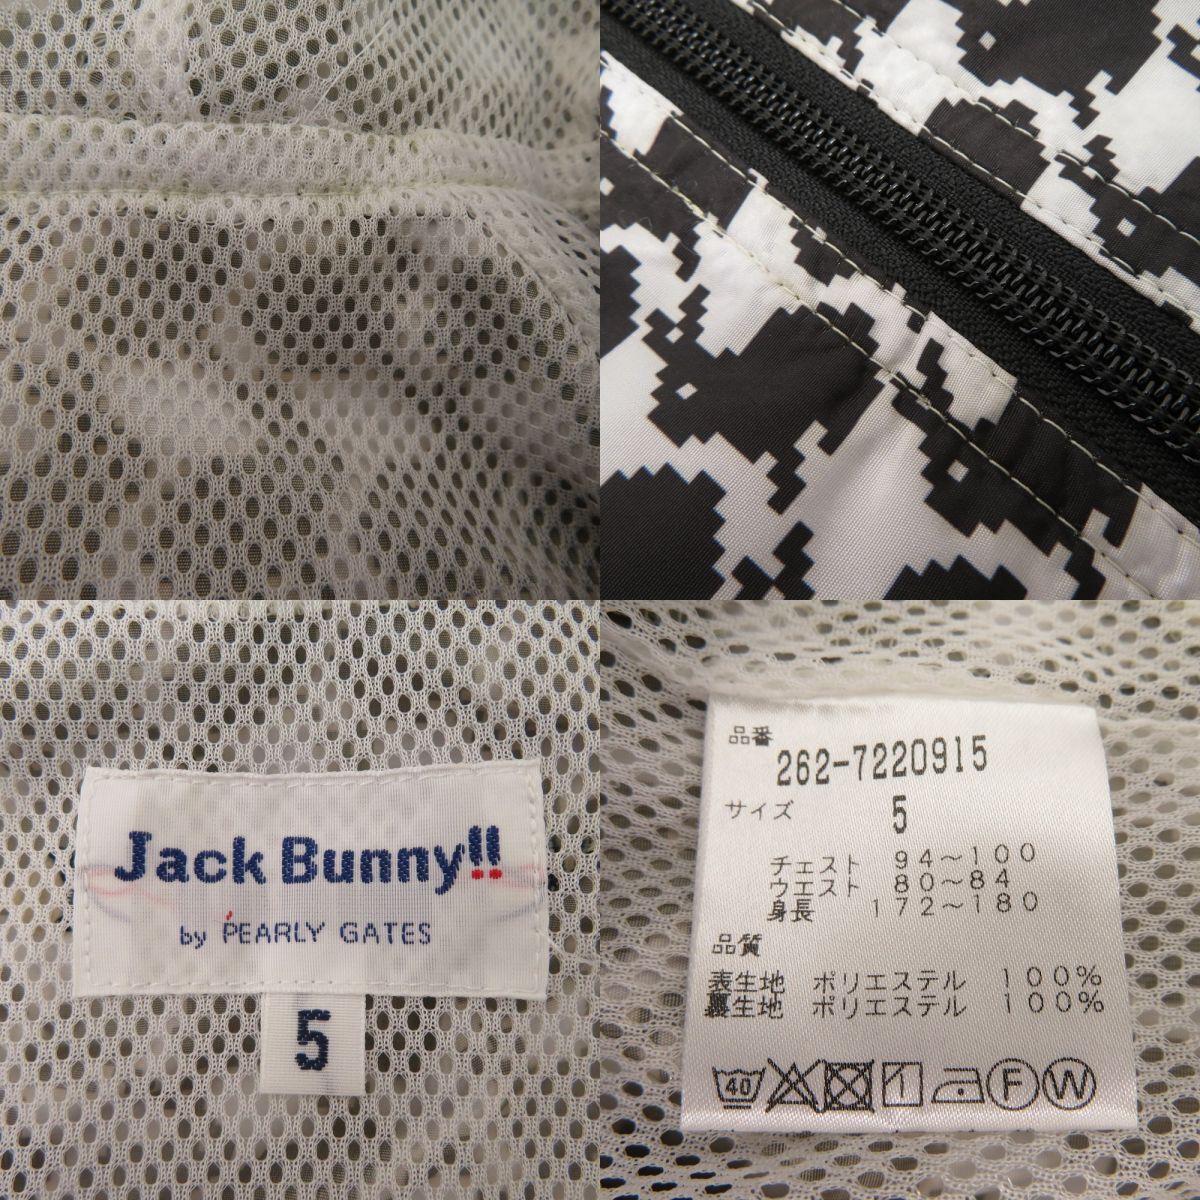 Jack Bunny!!
by PEARLY GATES
5
品番
262-7220915
サイズ 5
チェスト 94～100
ウエスト 80～84
身長 172～180
品質
表生地 ポリエステル 100%
裏生地 ポリエステル 100%
40 F W